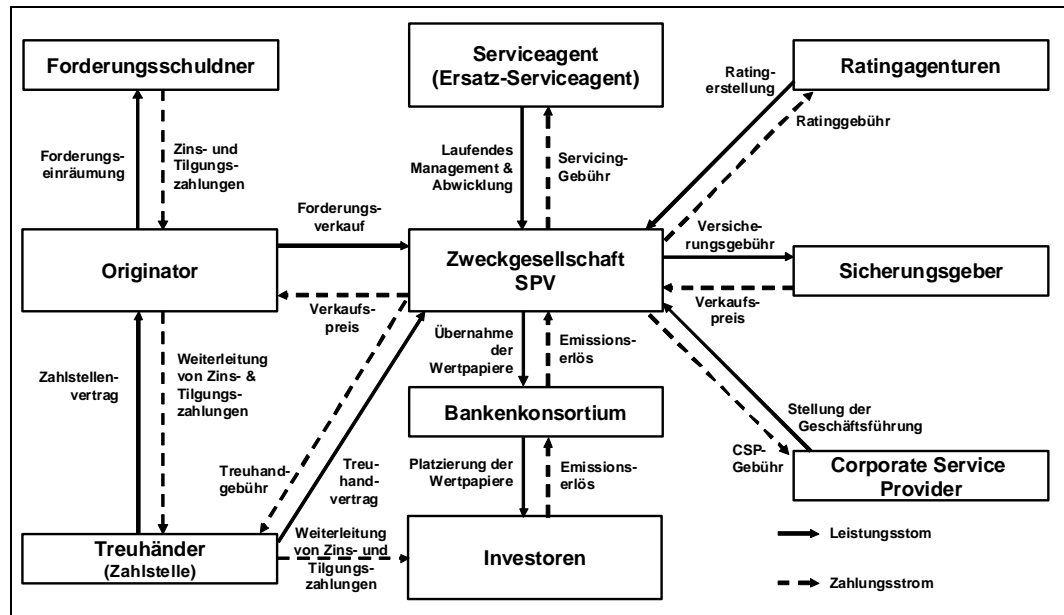 Forderungsschuldner
Serviceagent
(Ersatz-Serviceagent)
Ratingagenturen
Rating-
erstellung
Ratinggebühr
Forderungs-
einräumung
Zins- und
Tilgungs-
zahlungen
Laufendes
Management &
Abwicklung
Servicing-
Gebühr
Forderungs-
verkauf
Versiche-
rungsgebühr
Originator
Zweckgesellschaft
SPV
Sicherungsgeber
Verkaufs-
preis
Verkaufs-
preis
Übernahme
der
Wertpapiere
Emissions-
erlös
Zahlstellen-
vertrag
Weiterleitung
von Zins- &
Tilgungs-
zahlungen
Bankenkonsortium
Stellung der
Geschäftsführung
CSP-
Gebühr
Corporate Service
Provider
Treuhand-
gebühr
Treu-
hand-
vertrag
Platzierung der
Wertpapiere
Emissions-
erlös
Treuhänder
(Zahlstelle)
Weiterleitung
von Zins- und
Tilgungs-
zahlungen
Investoren
Leistungsstom
Zahlungsstrom